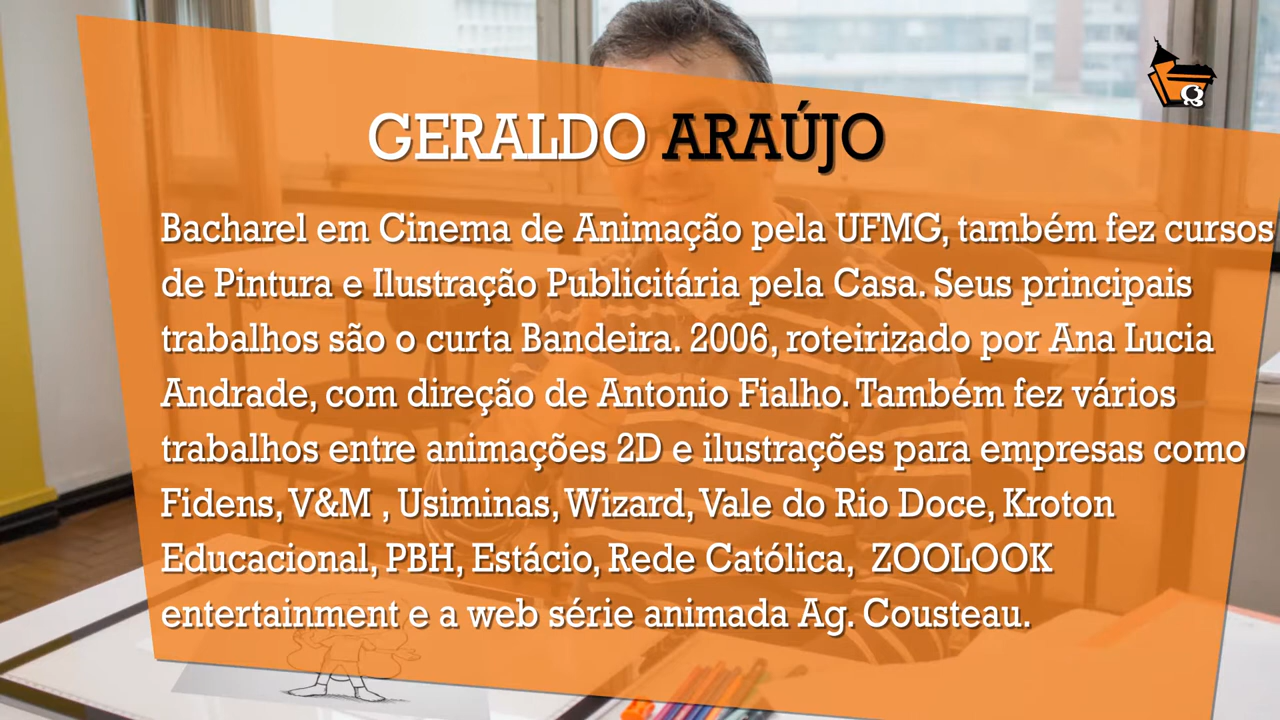 GERALDO ARAÚJO
Bacharel em Cinema de Animação pela UFMG, também fez cursos
de Pintura e Ilustração Publicitária pela Casa. Seus principais
trabalhos são o curta Bandeira. 2006, roteirizado por Ana Lucia
Andrade, com direção de Antonio Fialho. Também fez vários
trabalhos entre animações 2D e ilustrações para empresas como
Fidens, V&M , Usiminas, Wizard, Vale do Rio Doce, Kroton
Educacional, PBH, Estácio, Rede Católica,  ZOOLOOK
entertainment e a web série animada Ag. Cousteau.